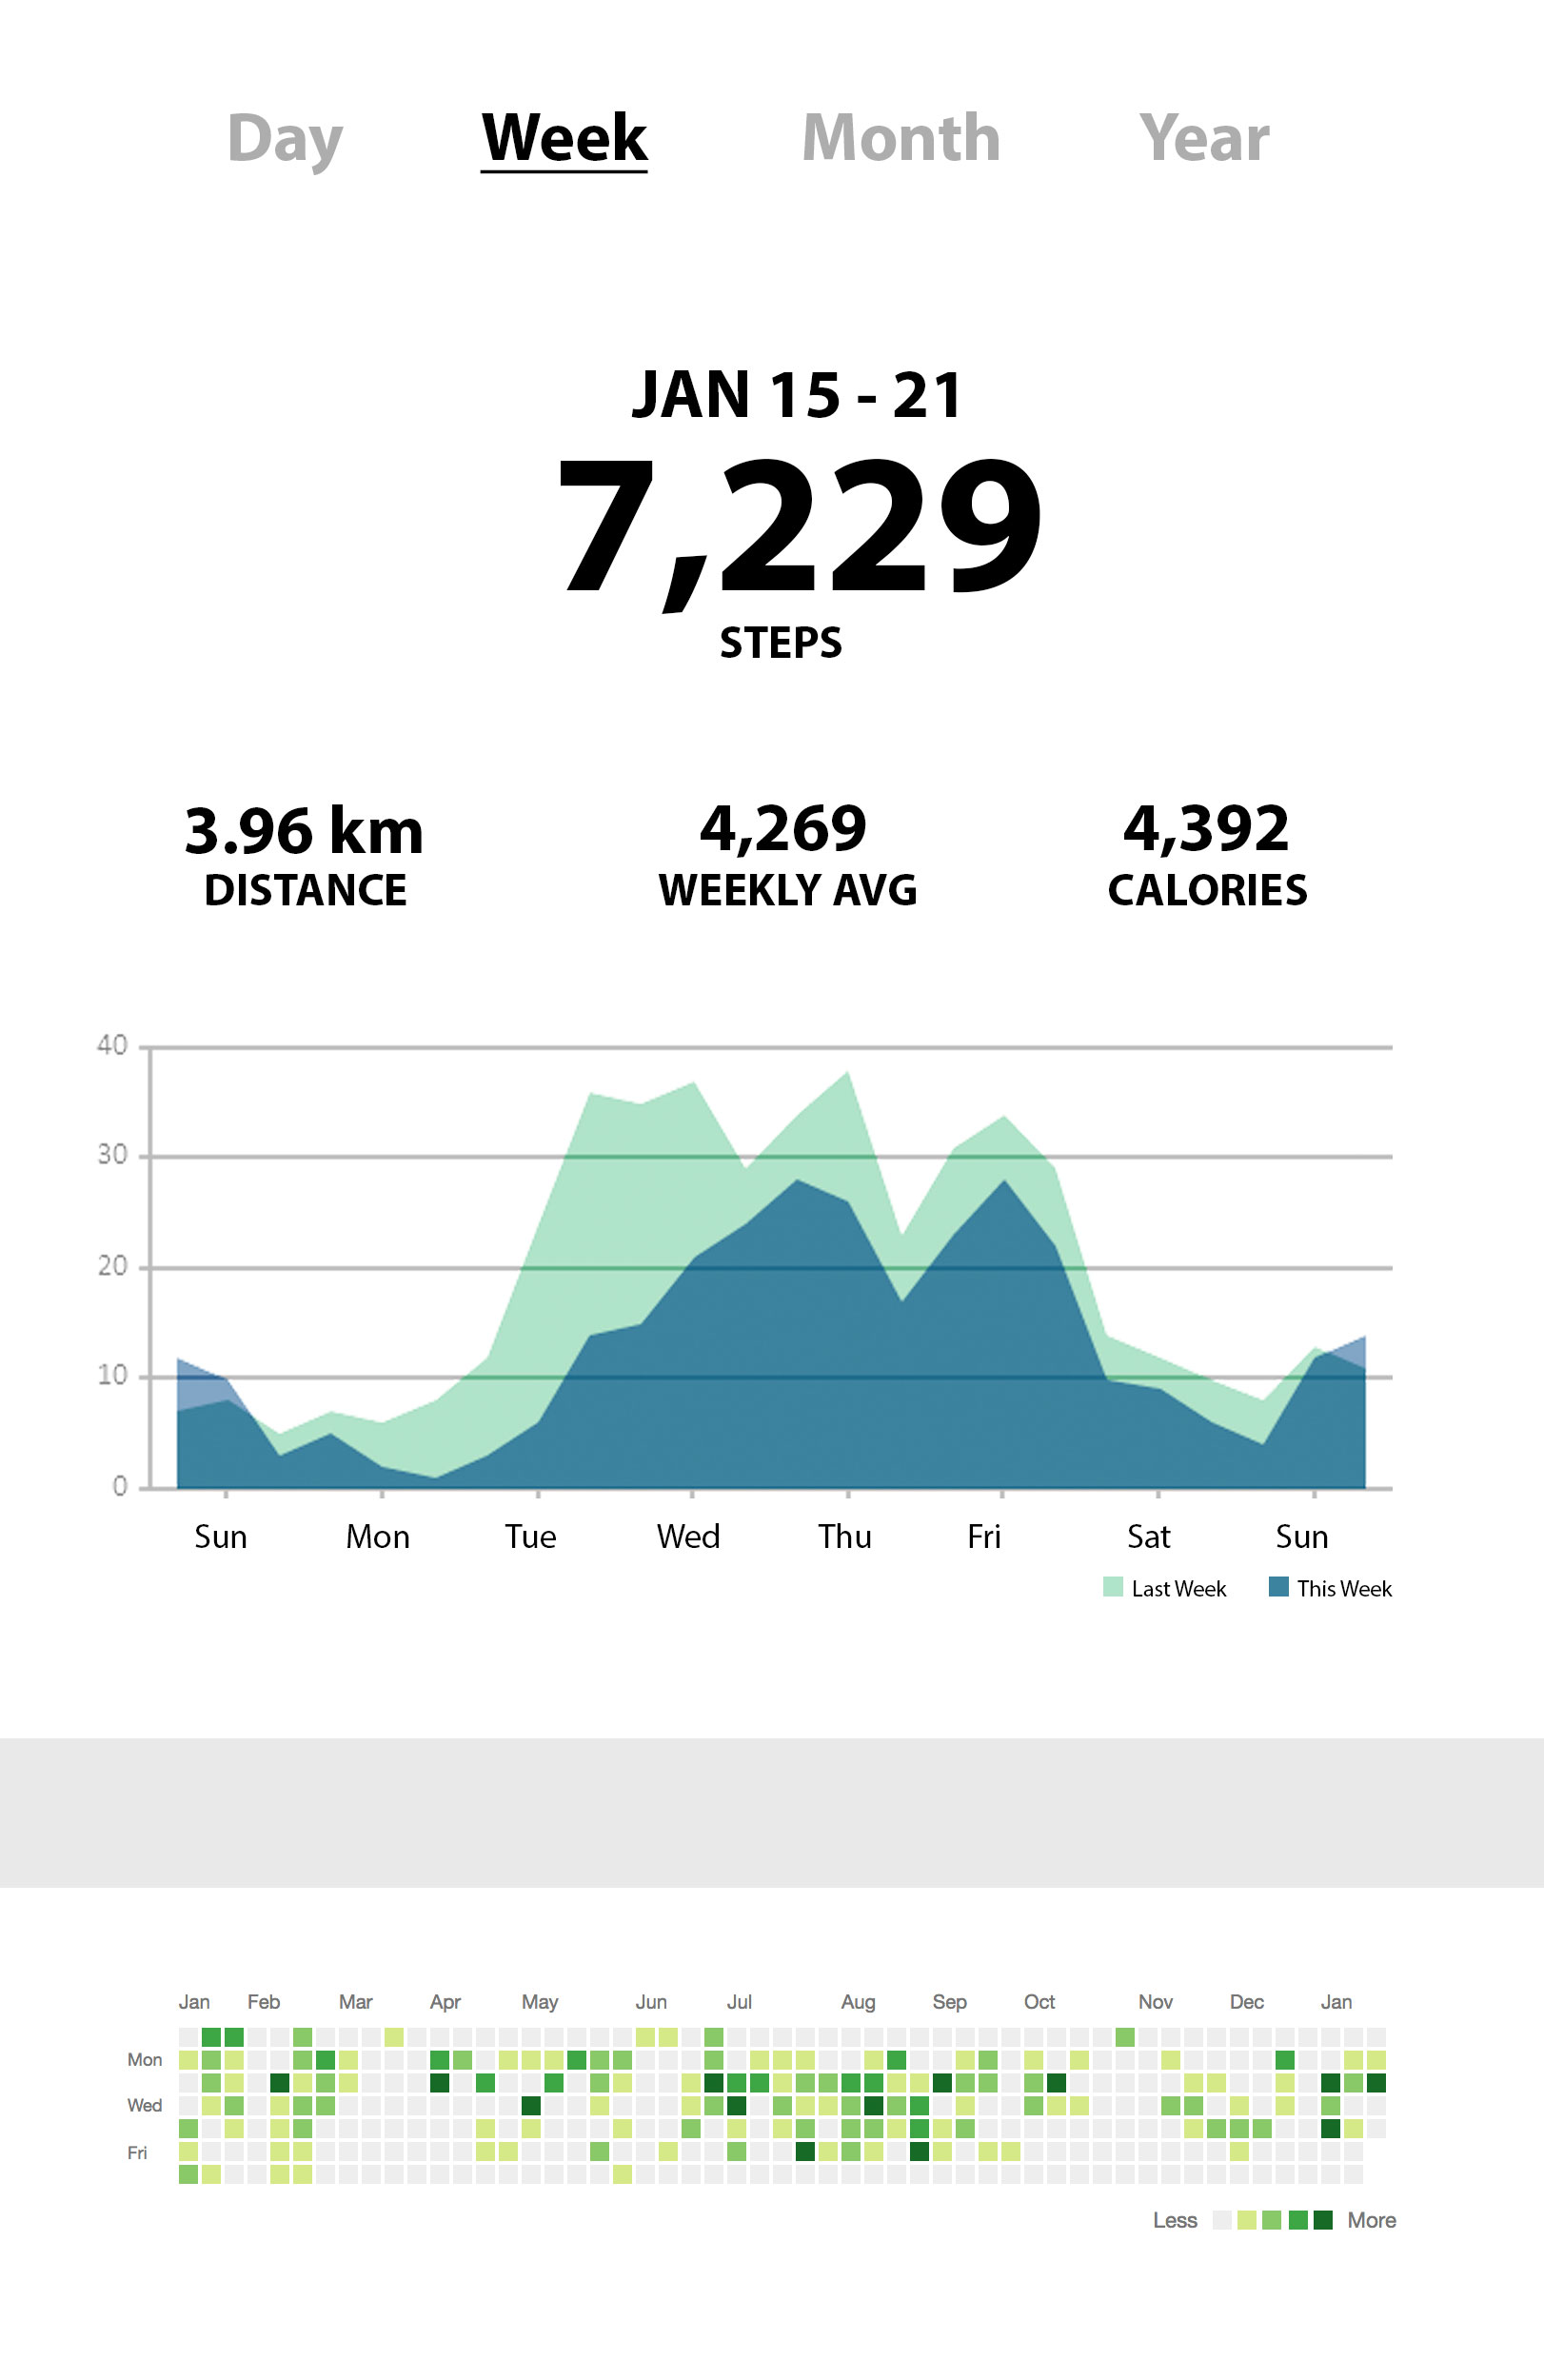 Day Week Month Year
JAN 15 - 21
7,229
STEPS
3.96 km 4,269 4,392
DISTANCE WEEKLY AVG CALORIES
40
30
20
10
0
Sun Mon Tue Wed Thu Fri Sat Sun
Last Week This Week
Jan Feb Mar Apr May Jun Jul Aug Sep Oct Nov Dec Jan
Mon
Wed
Fri
Less More